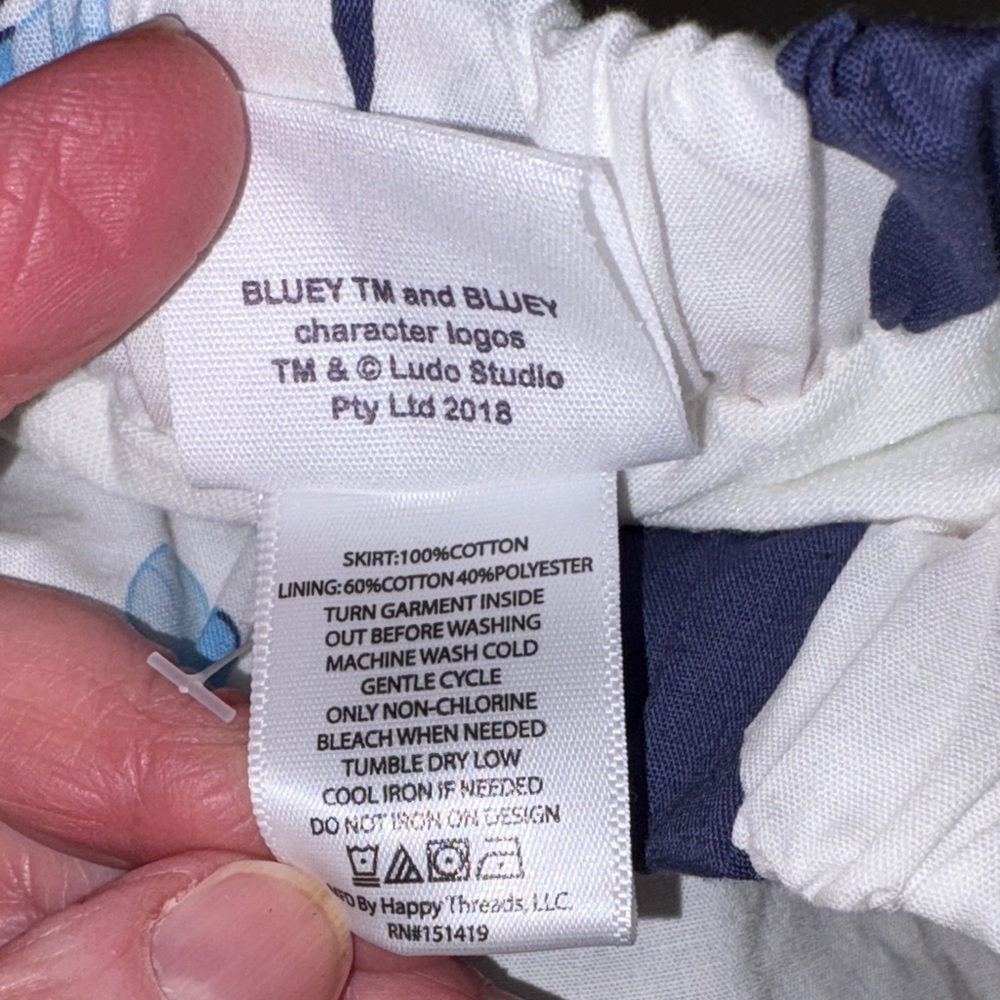 BLUEY TM and BLUEY
character logos
TM & © Ludo Studio
Pty Ltd 2018
SKIRT:100%COTTON
LINING:60%COTTON 40%POLYESTER
TURN GARMENT INSIDE
OUT BEFORE WASHING
MACHINE WASH COLD
GENTLE CYCLE
ONLY NON-CHLORINE
BLEACH WHEN NEEDED
TUMBLE DRY LOW
COOL IRON IF NEEDED
DO NOT IRON ON DESIGN
By Happy Threads, LLC.
RN#151419